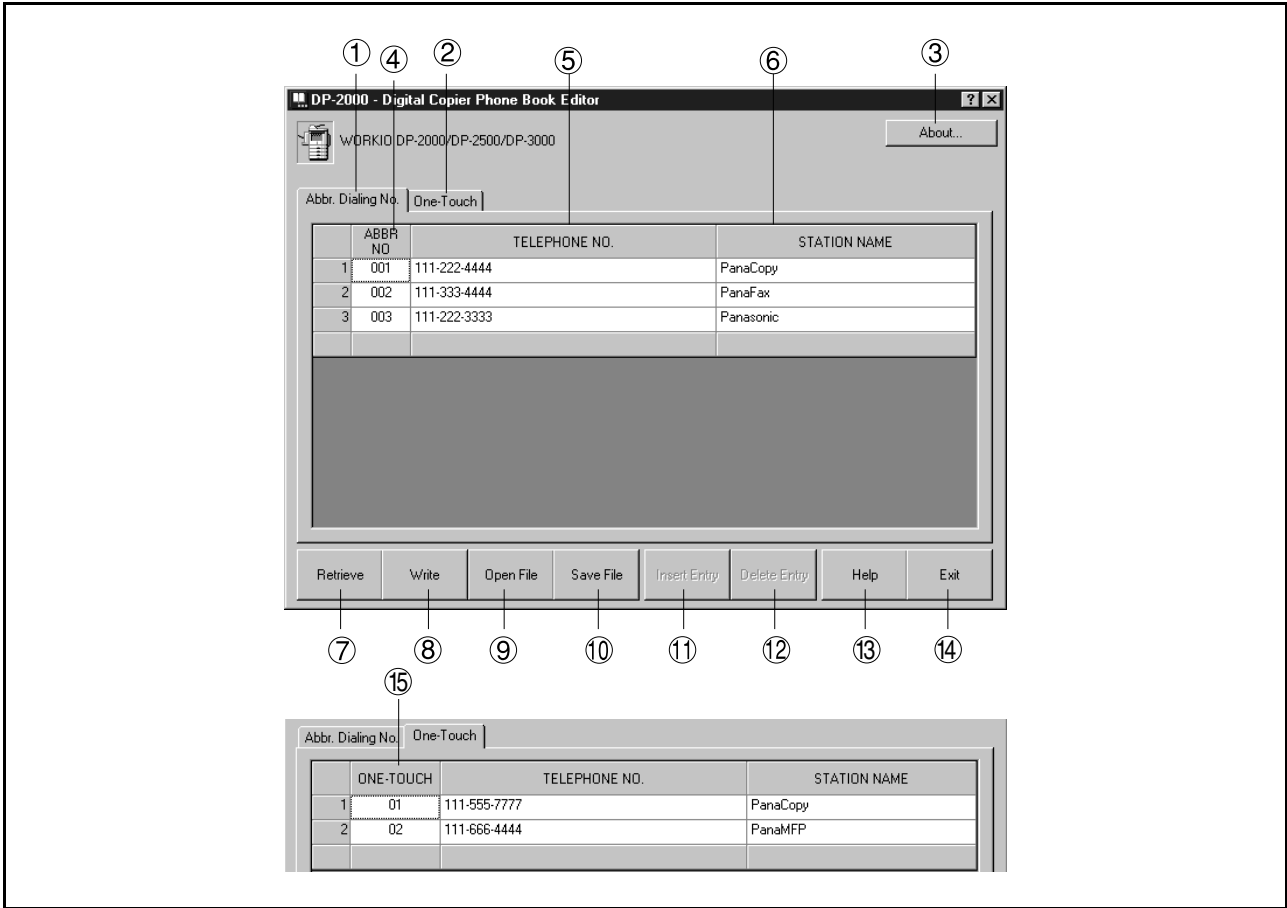 ① ④ ② ⑤ ⑥ ③
DP-2000 - Digital Copier Phone Book Editor
WORKIO DP-2000/DP-2500/DP-3000
About...
Abbr. Dialing No. One-Touch
ABBR NO TELEPHONE NO. STATION NAME
1 001 111-222-4444 PanaCopy
2 002 111-333-4444 PanaFax
3 003 111-222-3333 Panasonic
Retrieve Write Open File Save File Insert Entry Delete Entry Help Exit
⑦ ⑧ ⑨ ⑩ ⑪ ⑫ ⑬ ⑭
⑮
Abbr. Dialing No. One-Touch
ONE-TOUCH TELEPHONE NO. STATION NAME
1 01 111-555-7777 PanaCopy
2 02 111-666-4444 PanaMFP